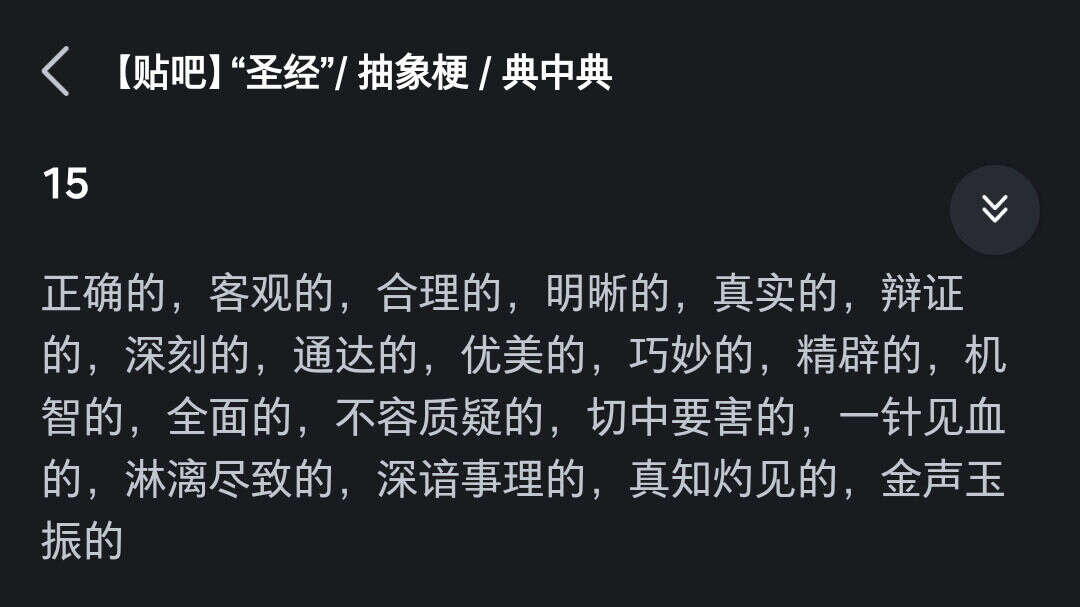 【贴吧】“圣经”/ 抽象梗 / 典中典
15
正确的，客观的，合理的，明晰的，真实的，辩证
的，深刻的，通达的，优美的，巧妙的，精辟的，机
智的，全面的，不容质疑的，切中要害的，一针见血
的，淋漓尽致的，深谙事理的，真知灼见的，金声玉
振的